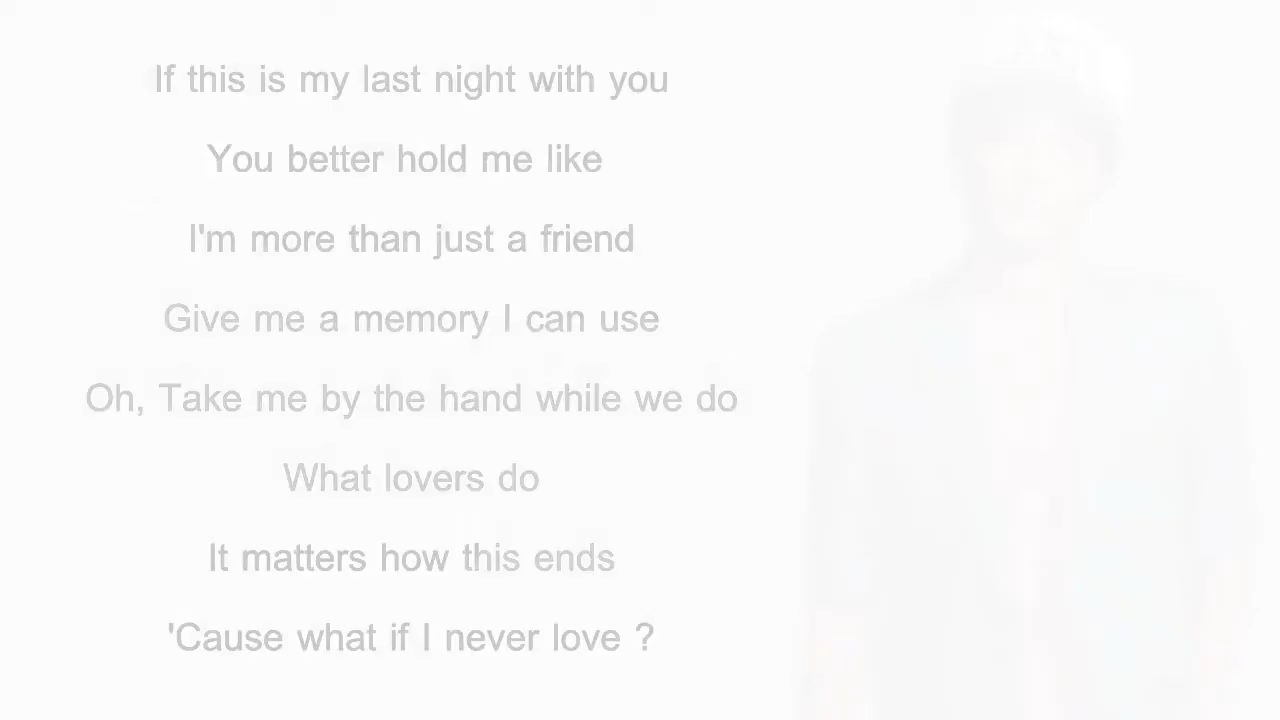 If this is my last night with you
You better hold me like
I'm more than just a friend
Give me a memory I can use
Oh, Take me by the hand while we do
What lovers do
It matters how this ends
'Cause what if I never love ?